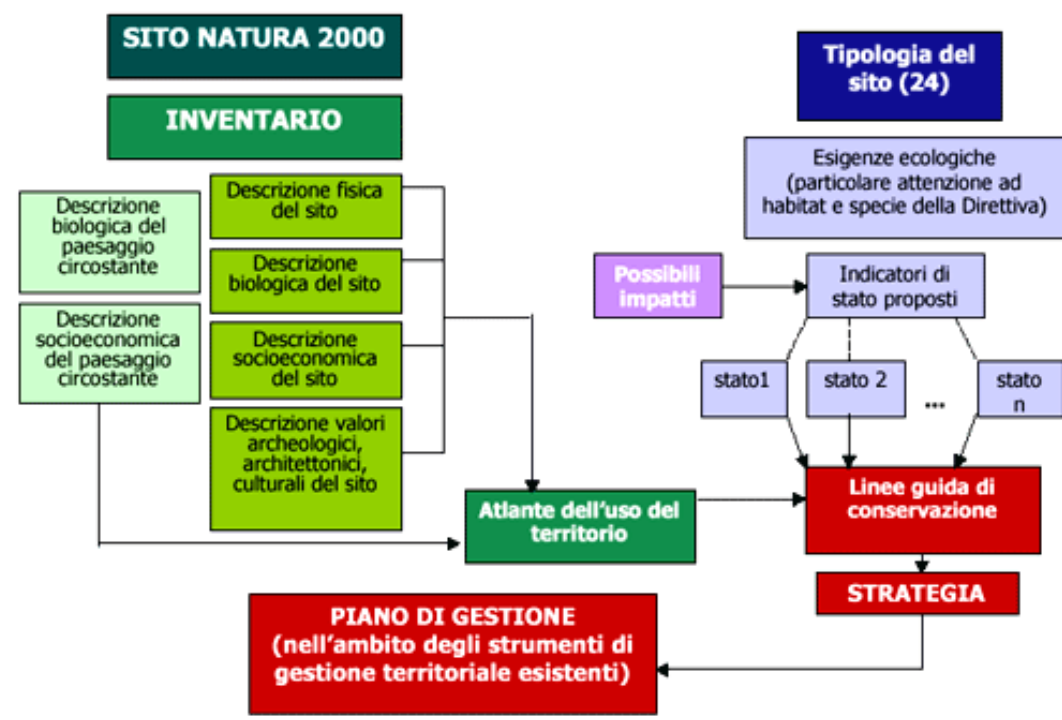 SITO NATURA 2000
INVENTARIO
Descrizione
biologica del
paesaggio
circostante
Descrizione
socioeconomica
del paesaggio
circostante
Descrizione fisica
del sito
Descrizione
biologica del sito
Descrizione
socioeconomica
del sito
Descrizione valori
archeologici,
architettonici,
culturali del sito
Tipologia del
sito (24)
Esigenze ecologiche
(particolare attenzione ad
habitat e specie della Direttiva)
Possibili
impatti
Indicatori di
stato proposti
stato1
stato 2
...
stato
n
Atlante dell'uso del
territorio
Linee guida di
conservazione
STRATEGIA
PIANO DI GESTIONE
(nell'ambito degli strumenti di
gestione territoriale esistenti)